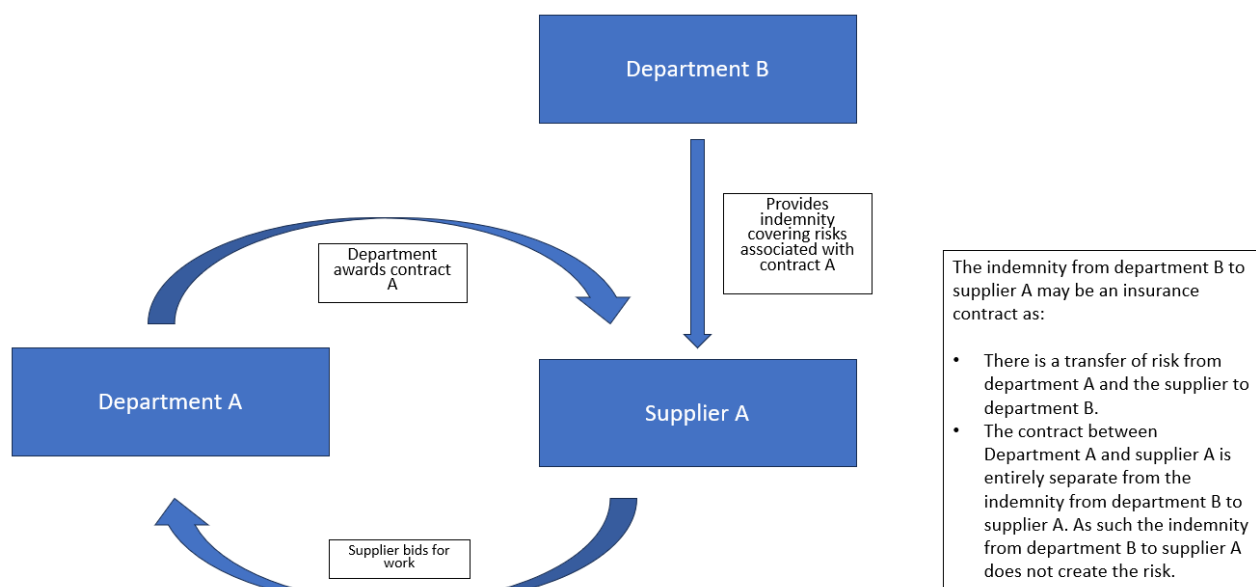 Department B
Provides
indemnity
covering risks
associated with
contract A
Department
awards contract
A
Department A
Supplier A
Supplier bids for
work
The indemnity from department B to
supplier A may be an insurance
contract as:
• There is a transfer of risk from
department A and the supplier to
department B.
• The contract between
Department A and supplier A is
entirely separate from the
indemnity from department B to
supplier A. As such the indemnity
from department B to supplier A
does not create the risk.